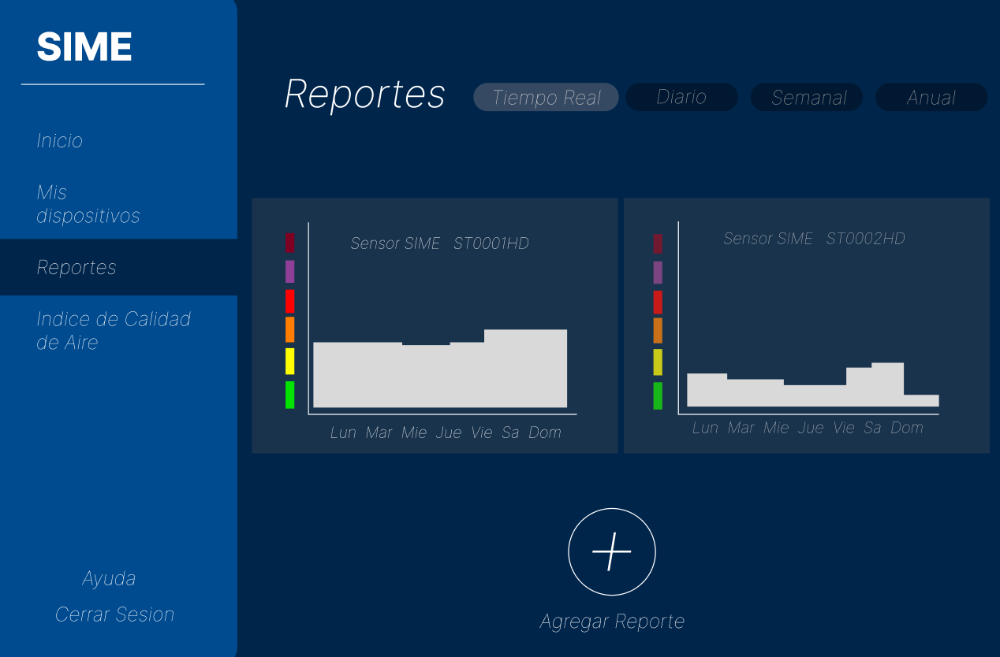 SIME
Inicio
Mis
dispositivos
Reportes
Indice de Calidad
de Aire
Ayuda
Cerrar Sesion
Reportes
Tiempo Real
Diario
Semanal
Anual
Sensor SIME ST0001HD
Lun Mar Mie Jue Vie Sa Dom
Sensor SIME ST0002HD
Lun Mar Mie Jue Vie Sa Dom
Agregar Reporte